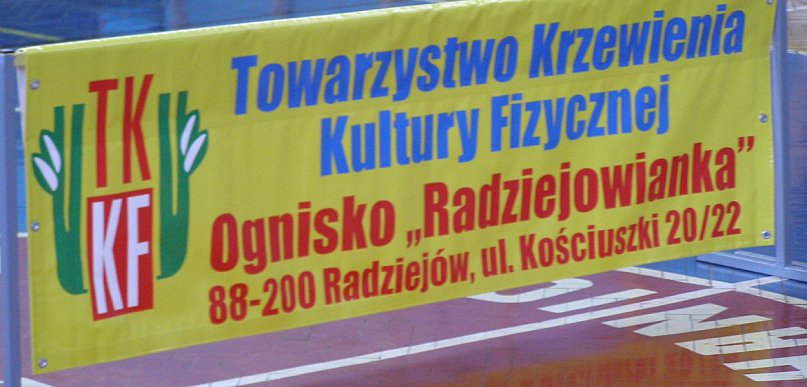 TK
KF
Towarzystwo Krzewienia
Kultury Fizycznej
Ognisko „Radziejowianka”
88-200 Radziejów, ul. Kościuszki 20/22